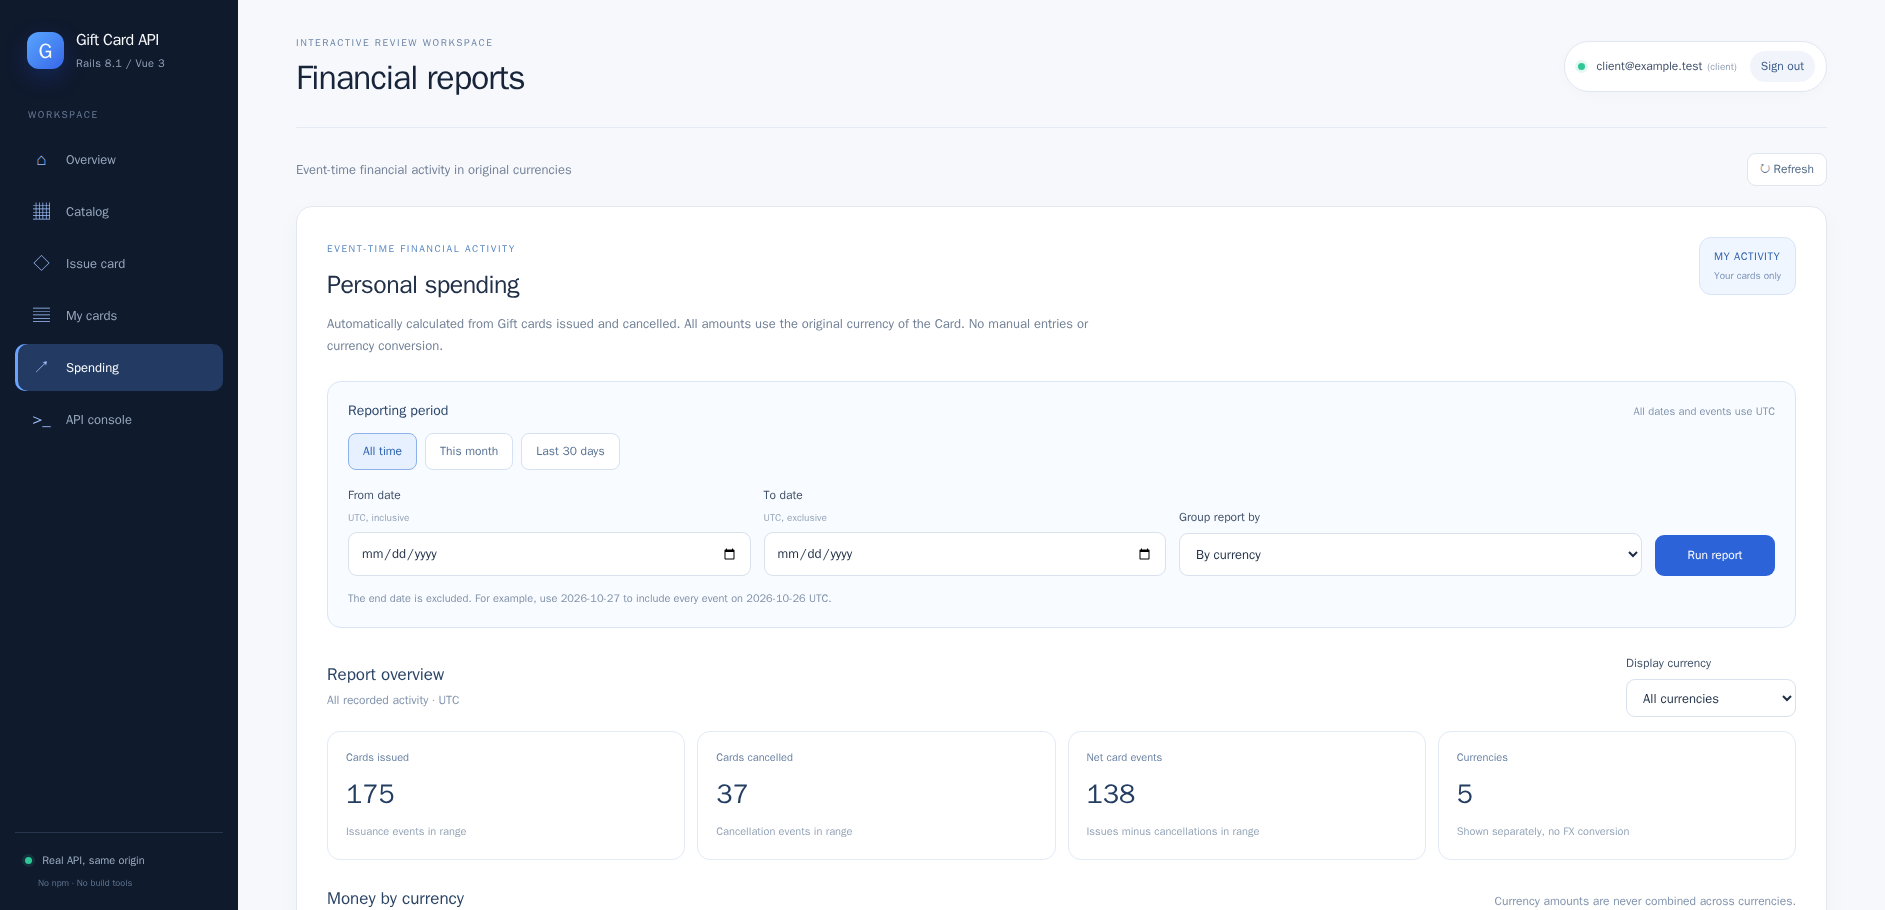 G
Gift Card API
Rails 8.1 / Vue 3
WORKSPACE
Overview
Catalog
Issue card
My cards
Spending
>_ API console
Real API, same origin
No npm · No build tools
INTERACTIVE REVIEW WORKSPACE
Financial reports
client@example.test (client) Sign out
Event-time financial activity in original currencies
Refresh
EVENT-TIME FINANCIAL ACTIVITY
Personal spending
Automatically calculated from Gift cards issued and cancelled. All amounts use the original currency of the Card. No manual entries or
currency conversion.
MY ACTIVITY
Your cards only
Reporting period
All dates and events use UTC
All time This month Last 30 days
From date
UTC, inclusive
mm/dd/yyyy
To date
UTC, exclusive
mm/dd/yyyy
Group report by
By currency
Run report
The end date is excluded. For example, use 2026-10-27 to include every event on 2026-10-26 UTC.
Report overview
All recorded activity · UTC
Display currency
All currencies
Cards issued
175
Issuance events in range
Cards cancelled
37
Cancellation events in range
Net card events
138
Issues minus cancellations in range
Currencies
5
Shown separately, no FX conversion
Money by currency
Currency amounts are never combined across currencies.